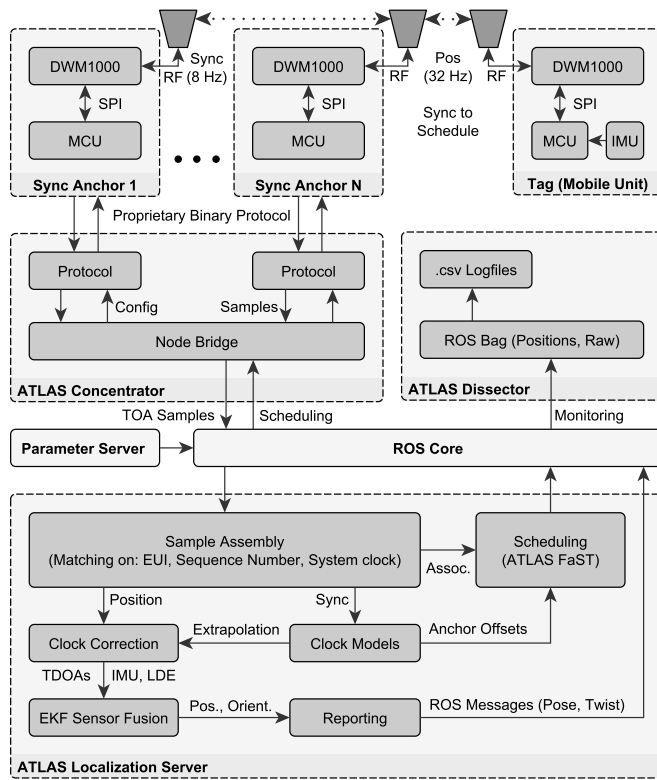 Sync
(8 Hz)
RF
RF
Pos
(32 Hz)
RF
Sync to
Schedule
DWM1000
SPI
MCU
Sync Anchor 1
DWM1000
SPI
MCU
Sync Anchor N
DWM1000
SPI
MCU
IMU
Tag (Mobile Unit)
Proprietary Binary Protocol
Protocol
Protocol
Config
Samples
Node Bridge
ATLAS Concentrator
.csv Logfiles
ROS Bag (Positions, Raw)
ATLAS Dissector
TOA Samples
Scheduling
Monitoring
Parameter Server
ROS Core
Sample Assembly
(Matching on: EUI, Sequence Number, System clock)
Assoc.
Scheduling
(ATLAS FaST)
Position
Sync
Clock Correction
Extrapolation
Clock Models
Anchor Offsets
TDOAs
IMU, LDE
EKF Sensor Fusion
Pos., Orient.
Reporting
ROS Messages (Pose, Twist)
ATLAS Localization Server